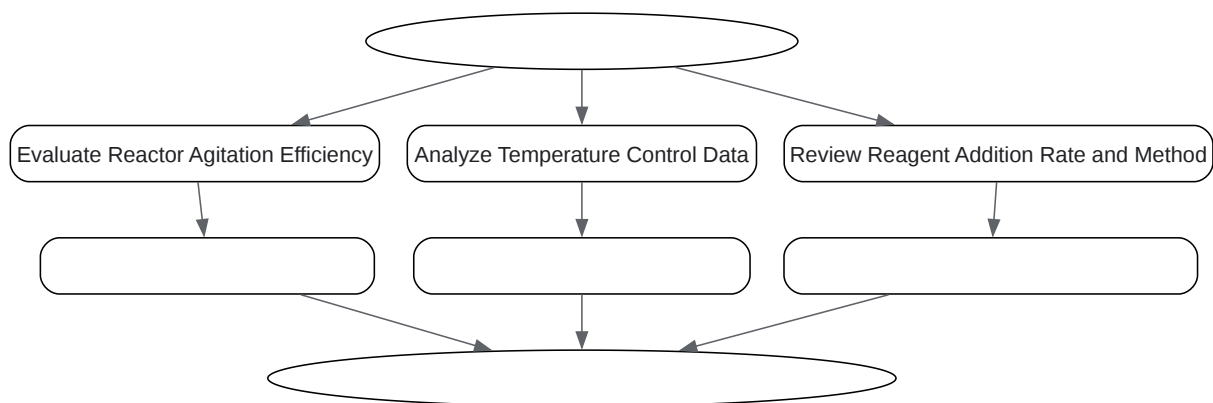 Evaluate Reactor Agitation Efficiency
Analyze Temperature Control Data
Review Reagent Addition Rate and Method